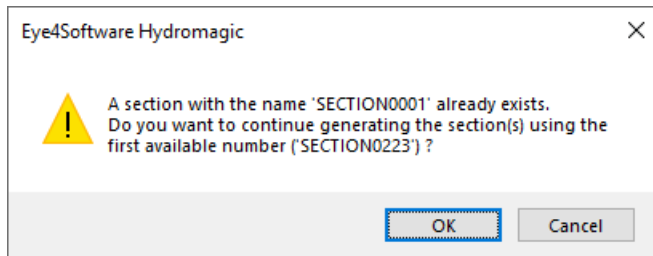 Eye4Software Hydromagic
A section with the name 'SECTION0001' already exists.
Do you want to continue generating the section(s) using the
first available number ('SECTION0223') ?
OK
Cancel